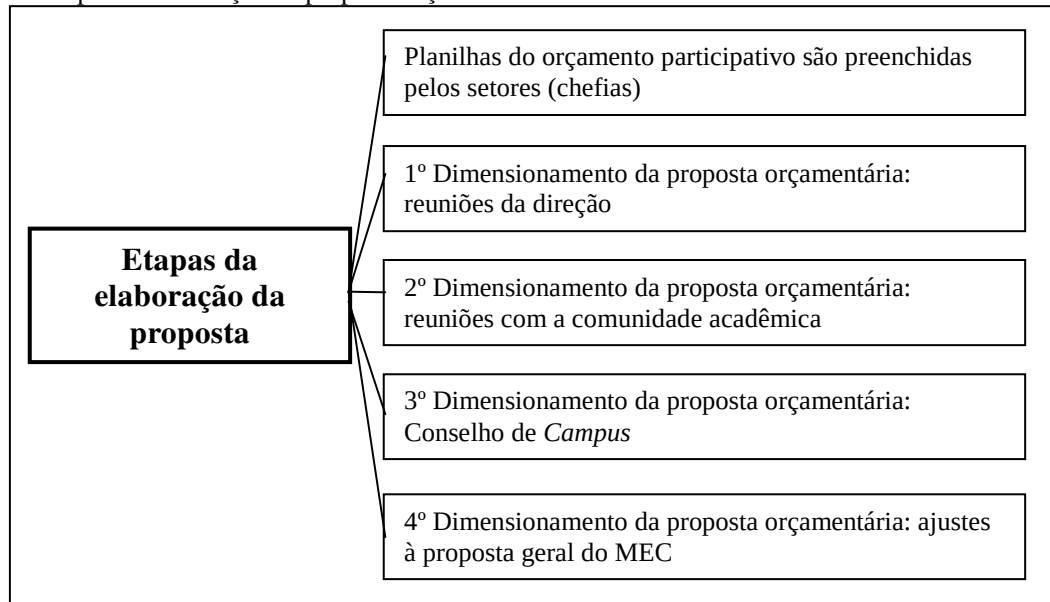 Planilhas do orçamento participativo são preenchidas
pelos setores (chefias)
1º Dimensionamento da proposta orçamentária:
reuniões da direção
Etapas da
elaboração da
proposta
2º Dimensionamento da proposta orçamentária:
reuniões com a comunidade acadêmica
3º Dimensionamento da proposta orçamentária:
Conselho de Campus
4º Dimensionamento da proposta orçamentária: ajustes
à proposta geral do MEC